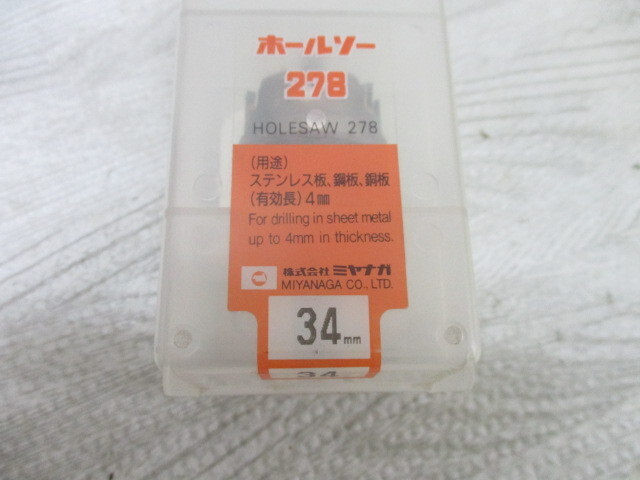 ホールソー
278
HOLESAW 278
(用途)
ステンレス板、鋼板、銅板
(有効長)4㎜
For drilling in sheet metal
up to 4mm in thickness.
株式会社 ミヤナガ
MIYANAGA CO., LTD.
34mm
34